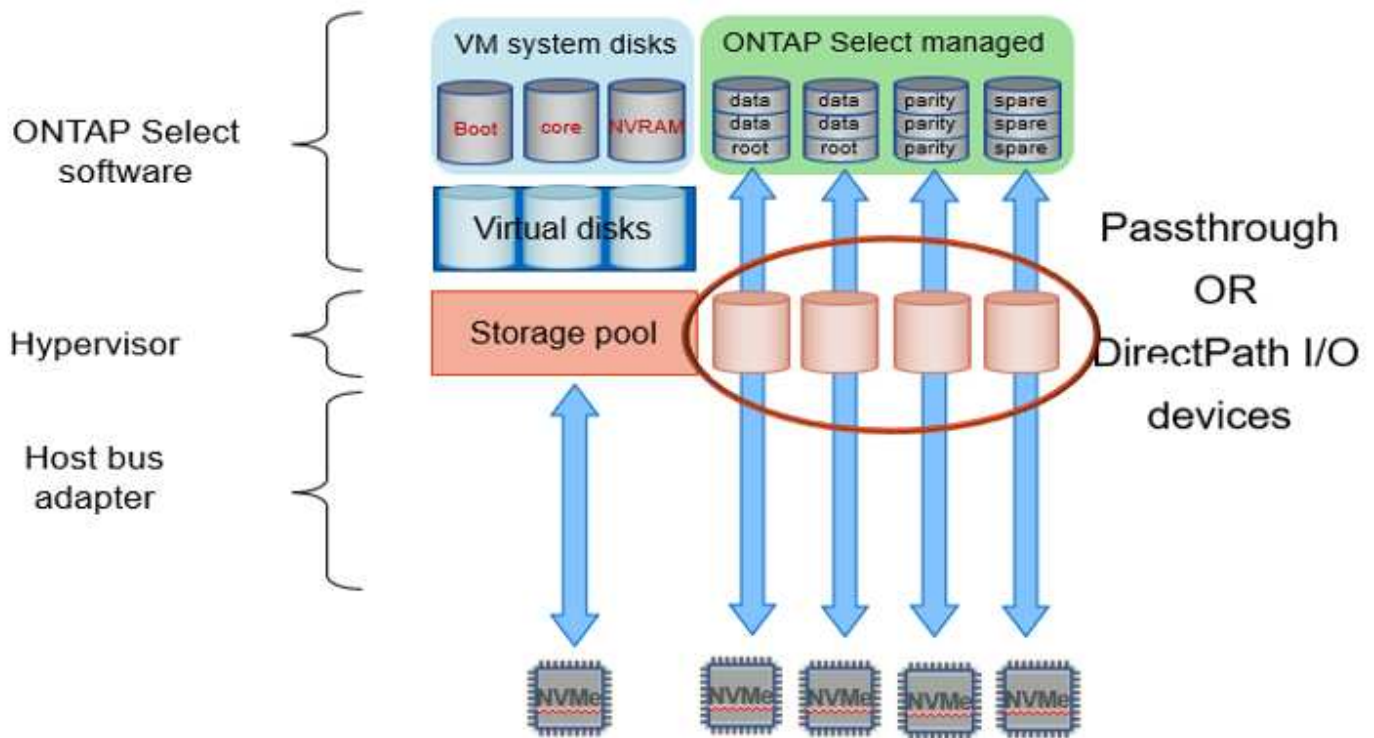 VM system disks
ONTAP Select managed
Boot
core
NVRAM
data
data
root
data
data
root
parity
parity
parity
spare
spare
spare
ONTAP Select
software
Virtual disks
Passthrough
OR
DirectPath I/O
devices
Hypervisor
Storage pool
Host bus
adapter
NVMe
NVMe
NVMe
NVMe
NVMe